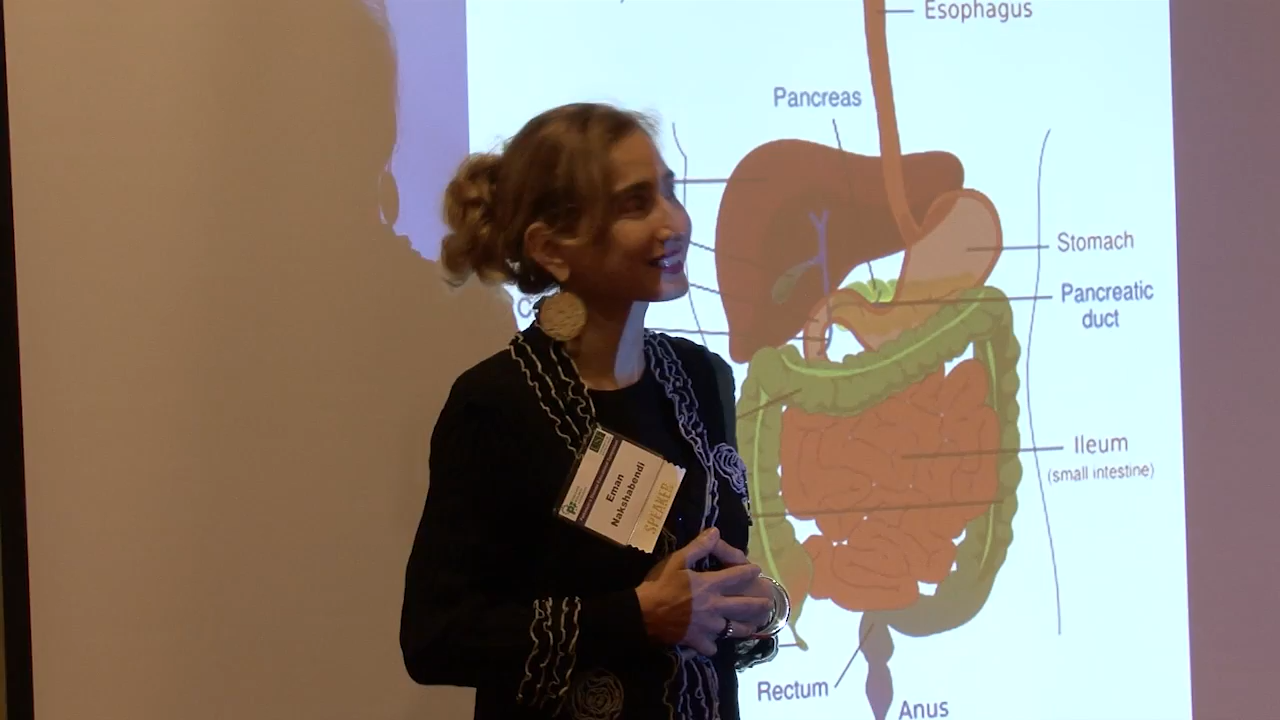 Esophagus
Pancreas
Stomach
Pancreatic
duct
Ileum
(small intestine)
Rectum
Anus
Eman
Nakshabendi
SPEAKER